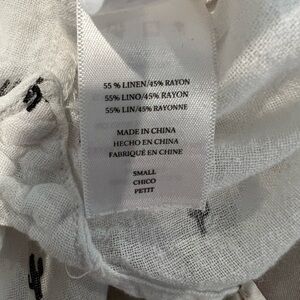 55 % LINEN/45% RAYON
55% LINO/45% RAYON
55% LIN/45% RAYONNE
MADE IN CHINA
HECHO EN CHINA
FABRIQUÉ EN CHINE
SMALL
CHICO
PETIT